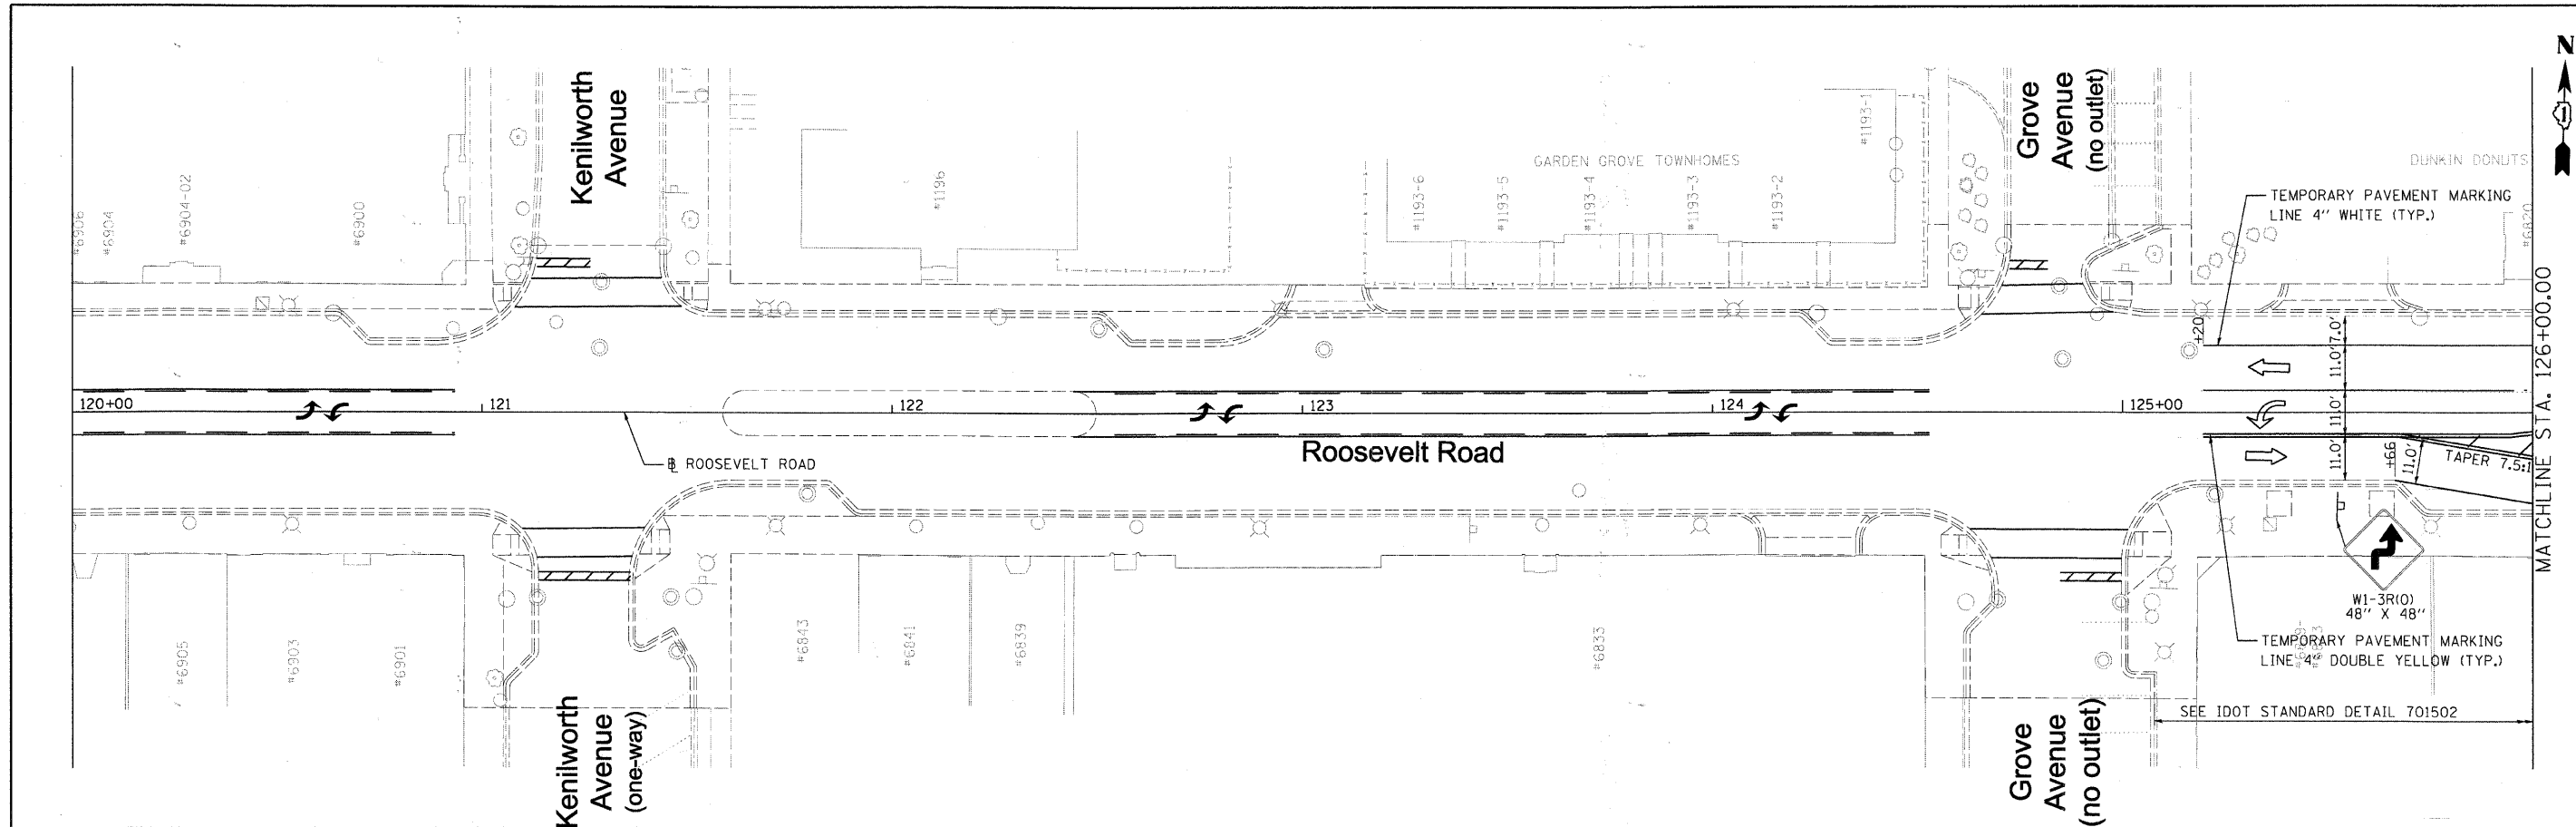 N
Kenilworth
Avenue
Grove
Avenue
(no outlet)
GARDEN GROVE TOWNHOMES
DUNKIN DONUTS
#6906
#6904
#6904-02
#6900
#1196
#1193-6
#1193-5
#1193-4
#1193-3
#1193-2
#1193-1
#6820
TEMPORARY PAVEMENT MARKING
LINE 4" WHITE (TYP.)
+20
7.0'
11.0'
11.0'
11.0'
120+00
121
122
123
124
125+00
MATCHLINE STA. 126+00.00
℄ ROOSEVELT ROAD
Roosevelt Road
+66
11.0'
TAPER 7.5:1
W1-3R(O)
48" X 48"
TEMPORARY PAVEMENT MARKING
LINE 4" DOUBLE YELLOW (TYP.)
#6905
#6903
#6901
#6843
#6841
#6839
#6833
SEE IDOT STANDARD DETAIL 701502
Kenilworth
Avenue
(one-way)
Grove
Avenue
(no outlet)